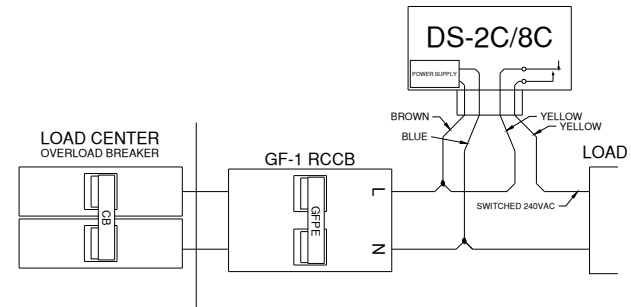 DS-2C/8C
POWER SUPPLY
BROWN
BLUE
YELLOW
YELLOW
LOAD CENTER
OVERLOAD BREAKER
GF-1 RCCB
LOAD
CB
GFPE
L
N
SWITCHED 240VAC